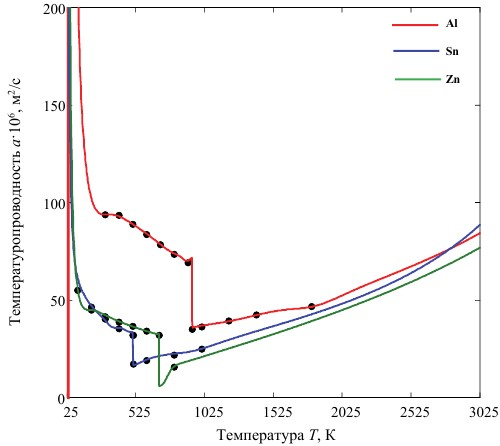 200
150
100
50
0
Температуропроводность a·10⁶, м²/с
Al
Sn
Zn
25 525 1025 1525 2025 2525 3025
Температура T, К